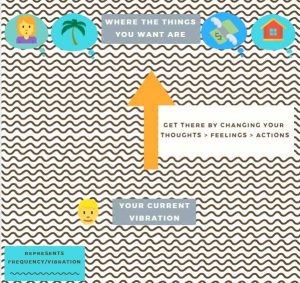 WHERE THE THINGS
YOU WANT ARE
GET THERE BY CHANGING YOUR
THOUGHTS > FEELINGS > ACTIONS
YOUR CURRENT
VIBRATION
REPRESENTS
FREQUENCY/VIBRATION